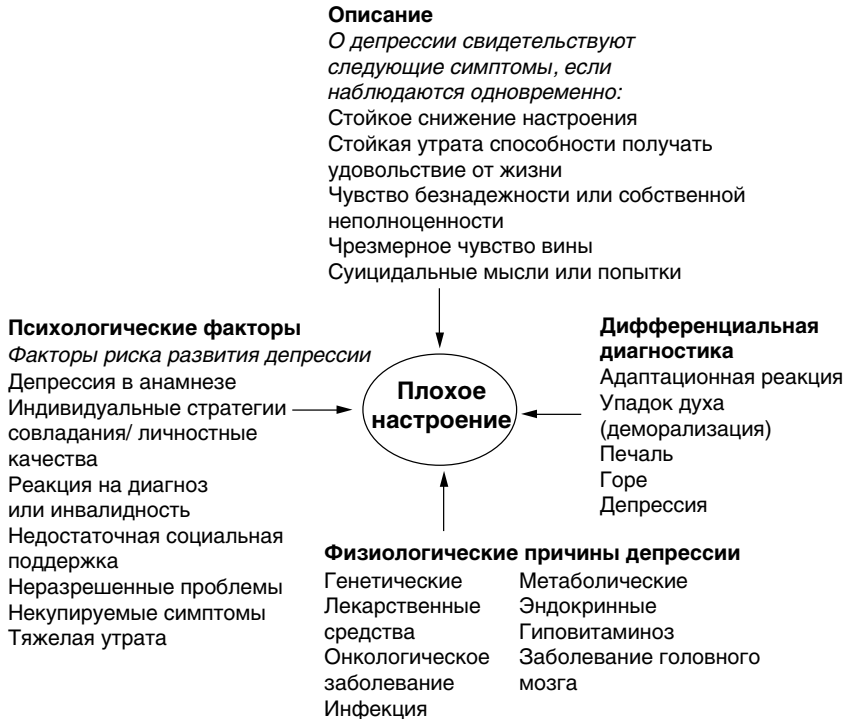 Описание
О депрессии свидетельствуют
следующие симптомы, если
наблюдаются одновременно:
Стойкое снижение настроения
Стойкая утрата способности получать
удовольствие от жизни
Чувство безнадежности или собственной
неполноценности
Чрезмерное чувство вины
Суицидальные мысли или попытки
Психологические факторы
Факторы риска развития депрессии
Депрессия в анамнезе
Индивидуальные стратегии
совладания/ личностные
качества
Реакция на диагноз
или инвалидность
Недостаточная социальная
поддержка
Неразрешенные проблемы
Некупируемые симптомы
Тяжелая утрата
Плохое
настроение
Дифференциальная
диагностика
Адаптационная реакция
Упадок духа
(деморализация)
Печаль
Горе
Депрессия
Физиологические причины депрессии
Генетические
Лекарственные
средства
Онкологическое
заболевание
Инфекция
Метаболические
Эндокринные
Гиповитаминоз
Заболевание головного
мозга